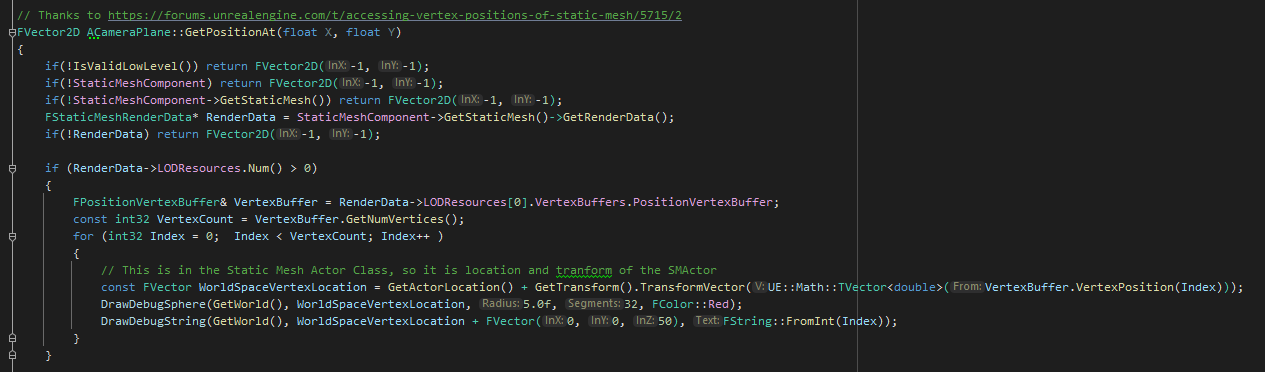 // Thanks to https://forums.unrealengine.com/t/accessing-vertex-positions-of-static-mesh/5715/2
FVector2D ACameraPlane::GetPositionAt(float X, float Y)
{
    if(!IsValidLowLevel()) return FVector2D(InX:-1, InY:-1);
    if(!StaticMeshComponent) return FVector2D(InX:-1, InY:-1);
    if(!StaticMeshComponent->GetStaticMesh()) return FVector2D(InX:-1, InY:-1);
    FStaticMeshRenderData* RenderData = StaticMeshComponent->GetStaticMesh()->GetRenderData();
    if(!RenderData) return FVector2D(InX:-1, InY:-1);
    if (RenderData->LODResources.Num() > 0)
    {
        FPositionVertexBuffer& VertexBuffer = RenderData->LODResources[0].VertexBuffers.PositionVertexBuffer;
        const int32 VertexCount = VertexBuffer.GetNumVertices();
        for (int32 Index = 0;  Index < VertexCount; Index++ )
        {
            // This is in the Static Mesh Actor Class, so it is location and tranform of the SMActor
            const FVector WorldSpaceVertexLocation = GetActorLocation() + GetTransform().TransformVector(V:UE::Math::TVector<double>(From:VertexBuffer.VertexPosition(Index)));
            DrawDebugSphere(GetWorld(), WorldSpaceVertexLocation, Radius:5.0f, Segments:32, FColor::Red);
            DrawDebugString(GetWorld(), WorldSpaceVertexLocation + FVector(InX:0, InY:0, InZ:50), Text:FString::FromInt(Index));
        }
    }